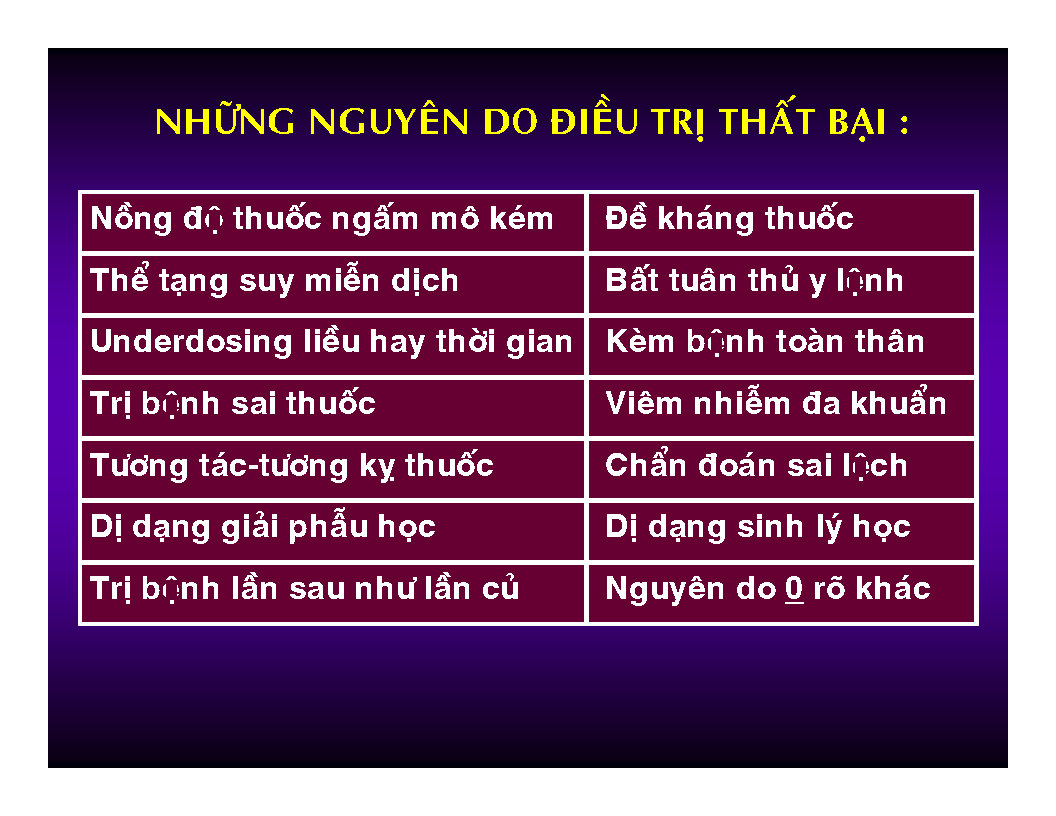 NHỮNG NGUYÊN DO ĐIỀU TRỊ THẤT BẠI :
Nồng độ thuốc ngấm mô kém Đề kháng thuốc
Thể tạng suy miễn dịch Bất tuân thủ y lệnh
Underdosing liều hay thời gian Kèm bệnh toàn thân
Trị bệnh sai thuốc Viêm nhiễm đa khuẩn
Tương tác-tương kỵ thuốc Chẩn đoán sai lệch
Dị dạng giải phẫu học Dị dạng sinh lý học
Trị bệnh lần sau như lần củ Nguyên do 0 rõ khác